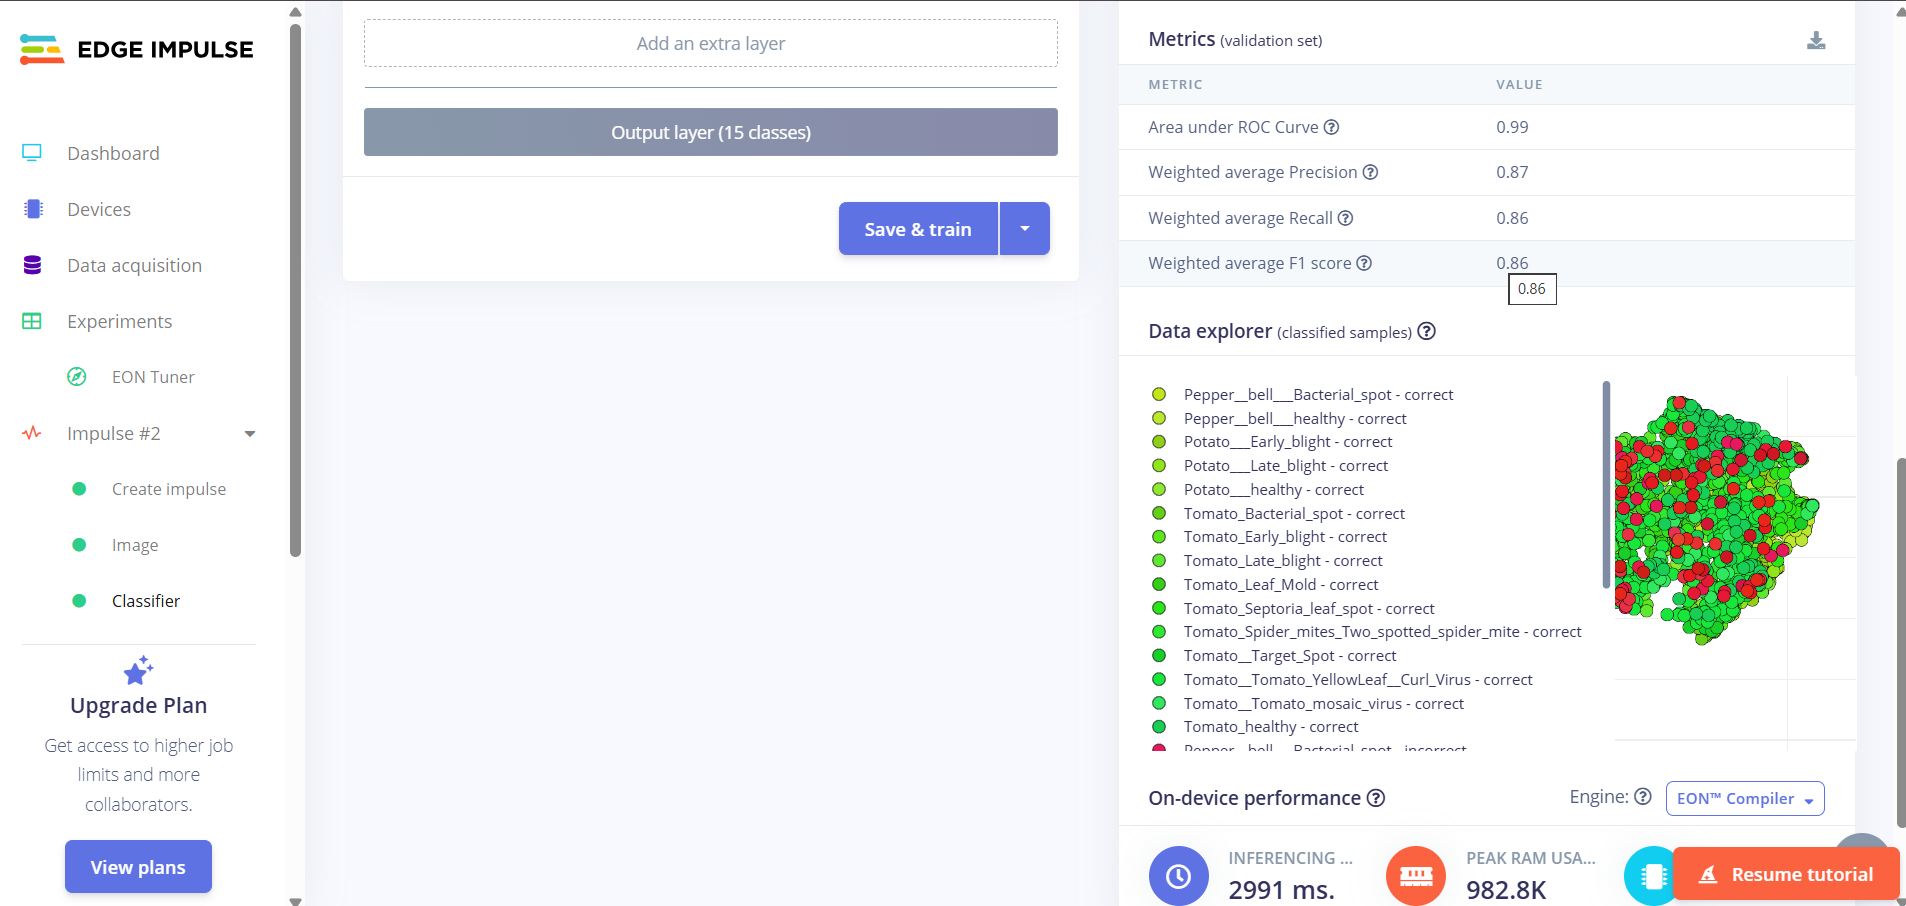 EDGE IMPULSE
Dashboard
Devices
Data acquisition
Experiments
EON Tuner
Impulse #2
Create impulse
Image
Classifier
Upgrade Plan
Get access to higher job
limits and more
collaborators.
View plans
Add an extra layer
Output layer (15 classes)
Save & train
Metrics (validation set)
METRIC VALUE
Area under ROC Curve 0.99
Weighted average Precision 0.87
Weighted average Recall 0.86
Weighted average F1 score 0.86
0.86
Data explorer (classified samples)
Pepper__bell___Bacterial_spot - correct
Pepper__bell___healthy - correct
Potato___Early_blight - correct
Potato___Late_blight - correct
Potato___healthy - correct
Tomato_Bacterial_spot - correct
Tomato_Early_blight - correct
Tomato_Late_blight - correct
Tomato_Leaf_Mold - correct
Tomato_Septoria_leaf_spot - correct
Tomato_Spider_mites_Two_spotted_spider_mite - correct
Tomato__Target_Spot - correct
Tomato__Tomato_YellowLeaf__Curl_Virus - correct
Tomato__Tomato_mosaic_virus - correct
Tomato_healthy - correct
Pepper__bell___Bacterial_spot - incorrect
On-device performance
Engine: EON™ Compiler
INFERENCING ...
2991 ms.
PEAK RAM USA...
982.8K
Resume tutorial